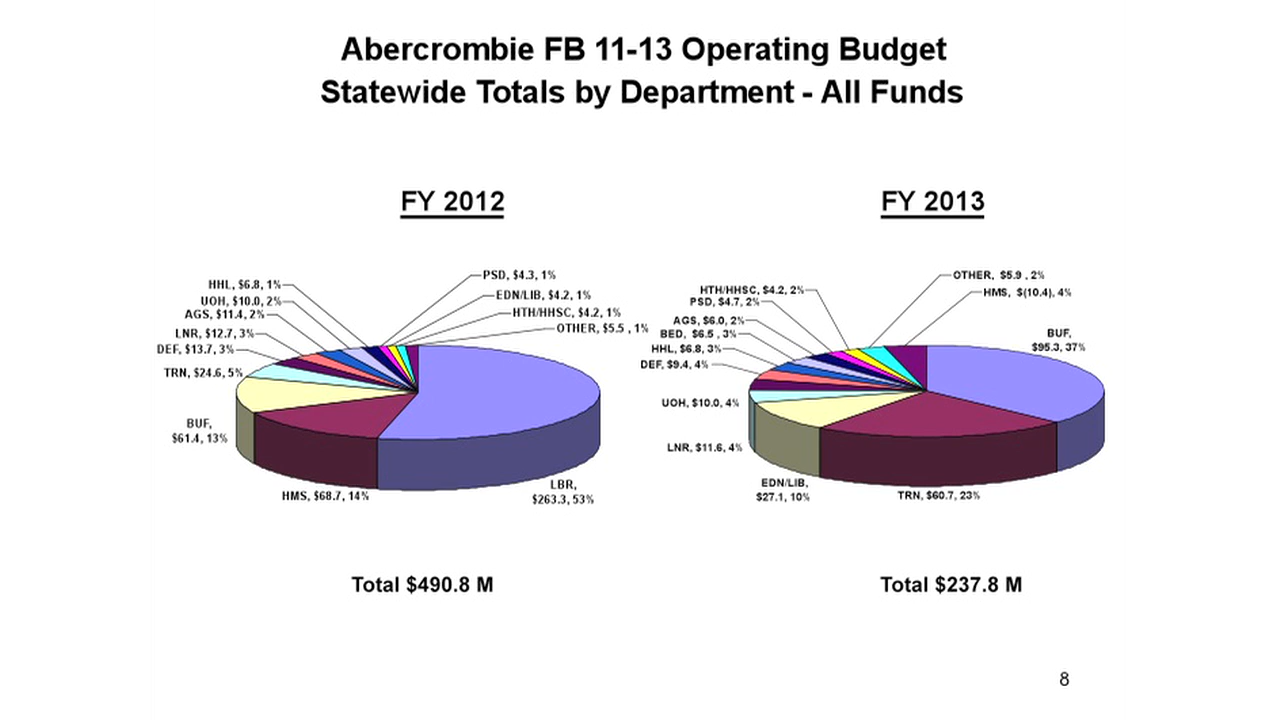 Abercrombie FB 11-13 Operating Budget
Statewide Totals by Department - All Funds
FY 2012
HHL, $6.8, 1%
UOH, $10.0, 2%
AGS, $11.4, 2%
LNR, $12.7, 3%
DEF, $13.7, 3%
TRN, $24.6, 5%
BUF,
$61.4, 13%
HMS, $68.7, 14%
PSD, $4.3, 1%
EDN/LIB, $4.2, 1%
HTH/HHSC, $4.2, 1%
OTHER, $5.5 , 1%
LBR,
$263.3, 53%
Total $490.8 M
FY 2013
HTH/HHSC, $4.2, 2%
PSD, $4.7, 2%
AGS, $6.0, 2%
BED, $6.5 , 3%
HHL, $6.8, 3%
DEF, $9.4, 4%
UOH, $10.0, 4%
LNR, $11.6, 4%
EDN/LIB,
$27.1, 10%
TRN, $60.7, 23%
OTHER, $5.9 , 2%
HMS, $(10.4), 4%
BUF,
$95.3, 37%
Total $237.8 M
8